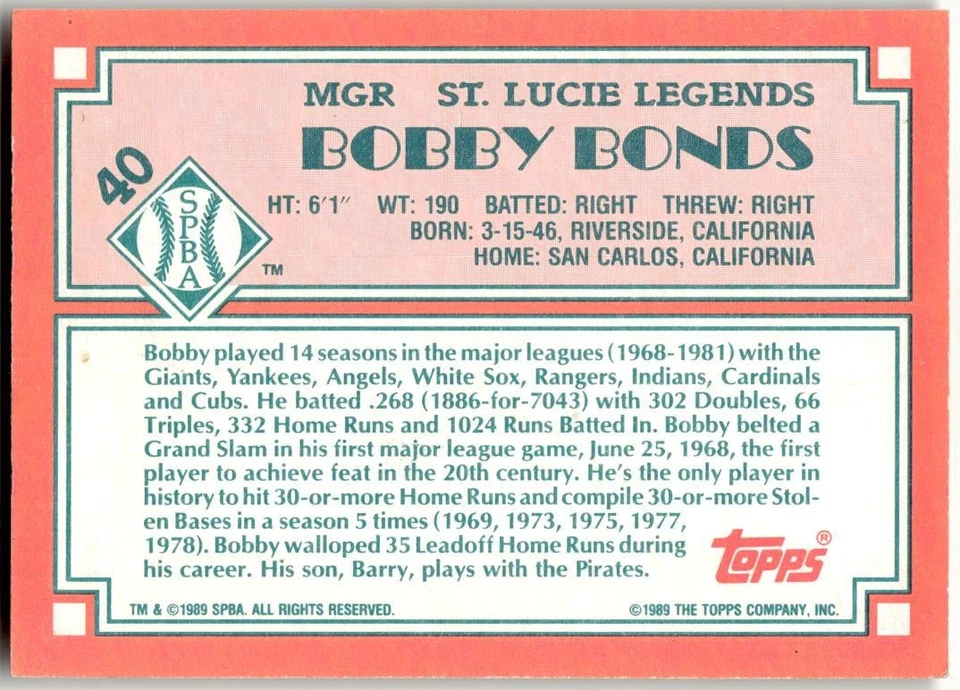 MGR ST. LUCIE LEGENDS
BOBBY BONDS
40
SPBA
TM
HT: 6'1" WT: 190 BATTED: RIGHT THREW: RIGHT
BORN: 3-15-46, RIVERSIDE, CALIFORNIA
HOME: SAN CARLOS, CALIFORNIA
Bobby played 14 seasons in the major leagues (1968-1981) with the
Giants, Yankees, Angels, White Sox, Rangers, Indians, Cardinals
and Cubs. He batted .268 (1886-for-7043) with 302 Doubles, 66
Triples, 332 Home Runs and 1024 Runs Batted In. Bobby belted a
Grand Slam in his first major league game, June 25, 1968, the first
player to achieve feat in the 20th century. He's the only player in
history to hit 30-or-more Home Runs and compile 30-or-more Stol-
en Bases in a season 5 times (1969, 1973, 1975, 1977,
1978). Bobby walloped 35 Leadoff Home Runs during
his career. His son, Barry, plays with the Pirates.
Topps®
TM & ©1989 SPBA. ALL RIGHTS RESERVED. ©1989 THE TOPPS COMPANY, INC.